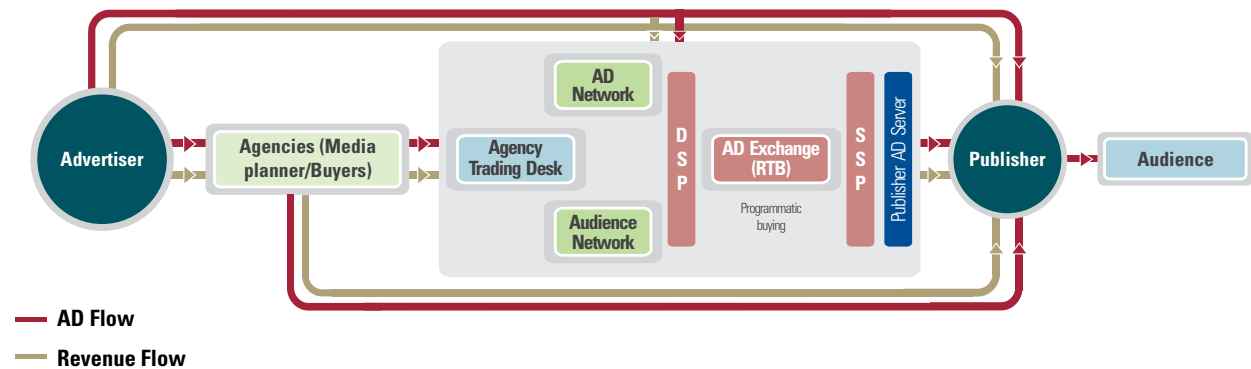 Advertiser
Agencies (Media
planner/Buyers)
Agency
Trading Desk
AD
Network
Audience
Network
D
S
P
AD Exchange
(RTB)
Programmatic
buying
S
S
P
Publisher AD Server
Publisher
Audience
AD Flow
Revenue Flow